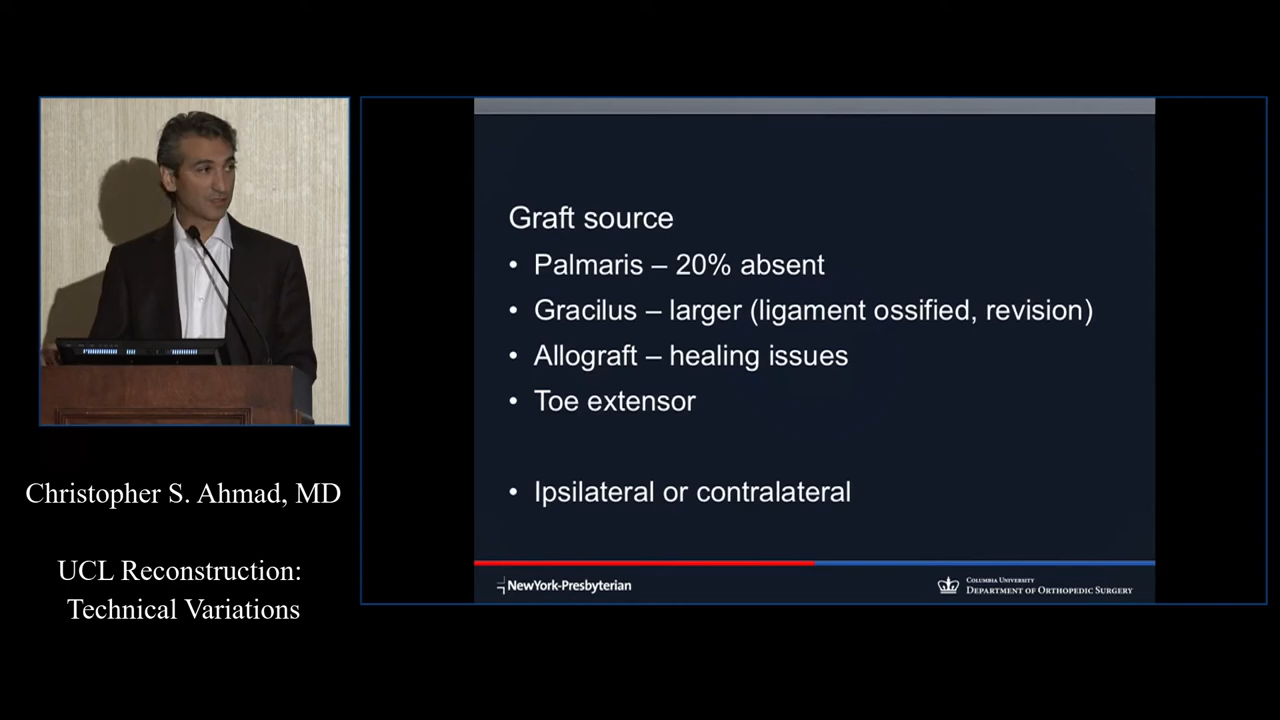 Christopher S. Ahmad, MD
UCL Reconstruction:
Technical Variations
Graft source
• Palmaris – 20% absent
• Gracilus – larger (ligament ossified, revision)
• Allograft – healing issues
• Toe extensor
• Ipsilateral or contralateral
NewYork-Presbyterian
Columbia University
Department of Orthopedic Surgery